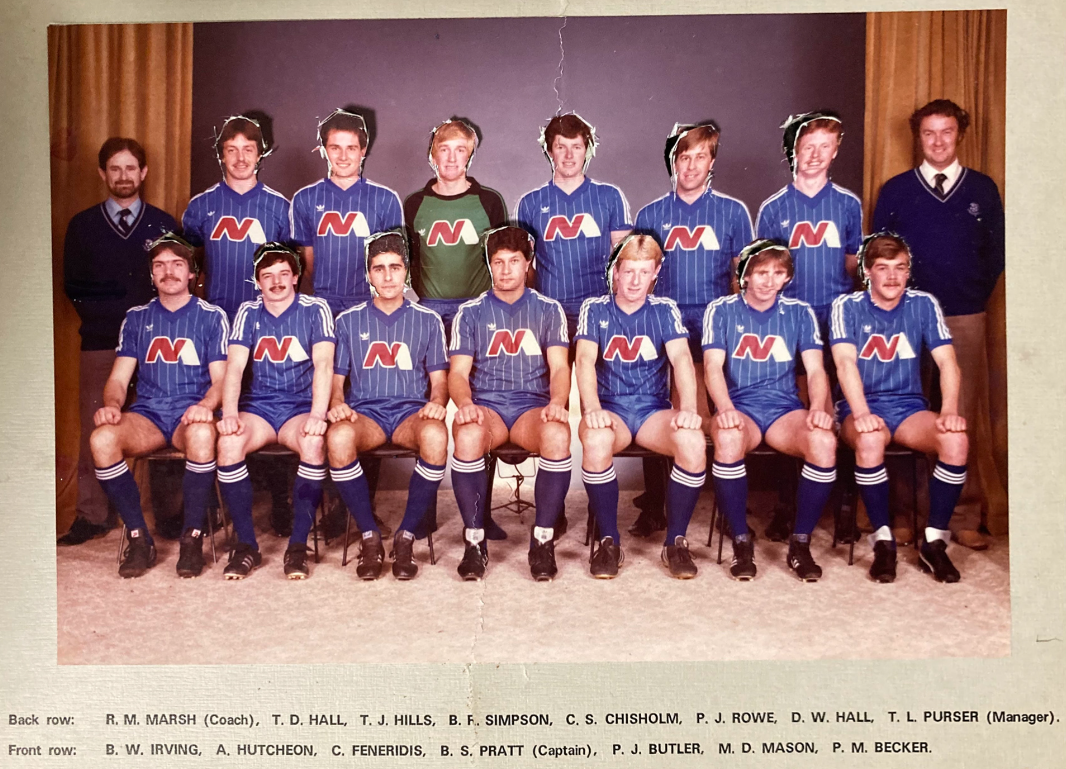 Back row: R. M. MARSH (Coach), T. D. HALL, T. J. HILLS, B. R. SIMPSON, C. S. CHISHOLM, P. J. ROWE, D. W. HALL, T. L. PURSER (Manager).
Front row: B. W. IRVING, A. HUTCHEON, C. FENERIDIS, B. S. PRATT (Captain), P. J. BUTLER, M. D. MASON, P. M. BECKER.